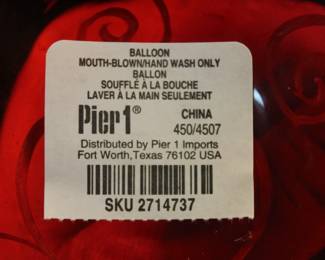 BALLOON
MOUTH-BLOWN/HAND WASH ONLY
BALLON
SOUFFLÉ À LA BOUCHE
LAVER À LA MAIN SEULEMENT
Pier 1® CHINA
450/4507
Distributed by Pier 1 Imports
Fort Worth,Texas 76102 USA
SKU 2714737